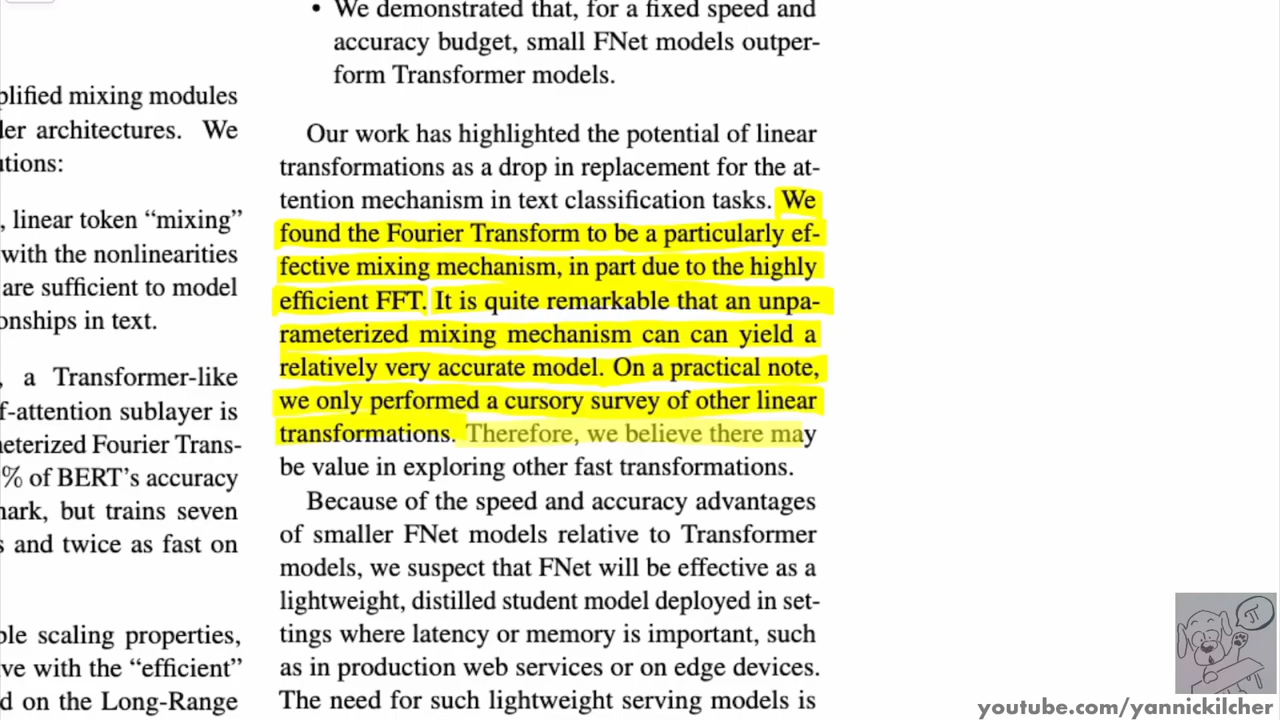 plified mixing modules
ler architectures. We
utions:
, linear token “mixing”
with the nonlinearities
are sufficient to model
onships in text.
, a Transformer-like
f-attention sublayer is
neterized Fourier Trans-
% of BERT’s accuracy
nark, but trains seven
s and twice as fast on
ple scaling properties,
ve with the “efficient”
d on the Long-Range
• We demonstrated that, for a fixed speed and
accuracy budget, small FNet models outper-
form Transformer models.
Our work has highlighted the potential of linear
transformations as a drop in replacement for the at-
tention mechanism in text classification tasks. We
found the Fourier Transform to be a particularly ef-
fective mixing mechanism, in part due to the highly
efficient FFT. It is quite remarkable that an unpa-
rameterized mixing mechanism can can yield a
relatively very accurate model. On a practical note,
we only performed a cursory survey of other linear
transformations. Therefore, we believe there may
be value in exploring other fast transformations.
Because of the speed and accuracy advantages
of smaller FNet models relative to Transformer
models, we suspect that FNet will be effective as a
lightweight, distilled student model deployed in set-
tings where latency or memory is important, such
as in production web services or on edge devices.
The need for such lightweight serving models is
π
youtube.com/yannickilcher